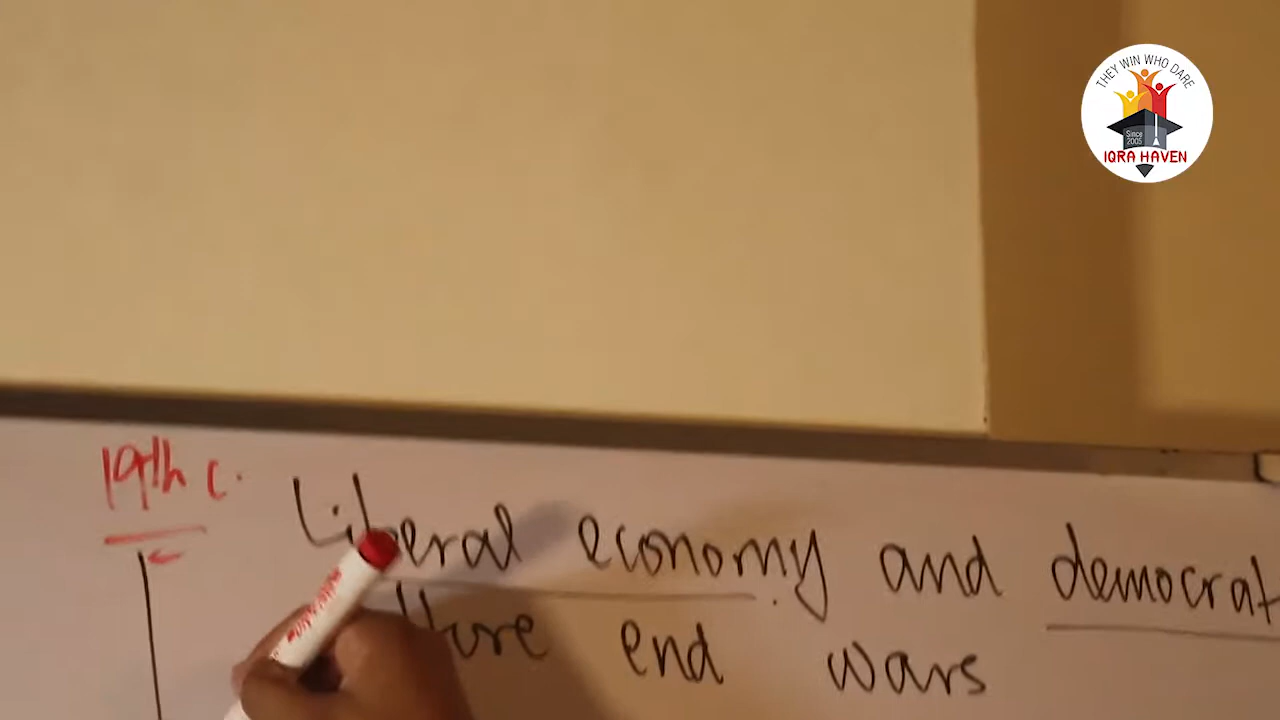 THEY WIN WHO DARE
Since
2005
IQRA HAVEN
19th c.
Liberal economy and democrat
end wars